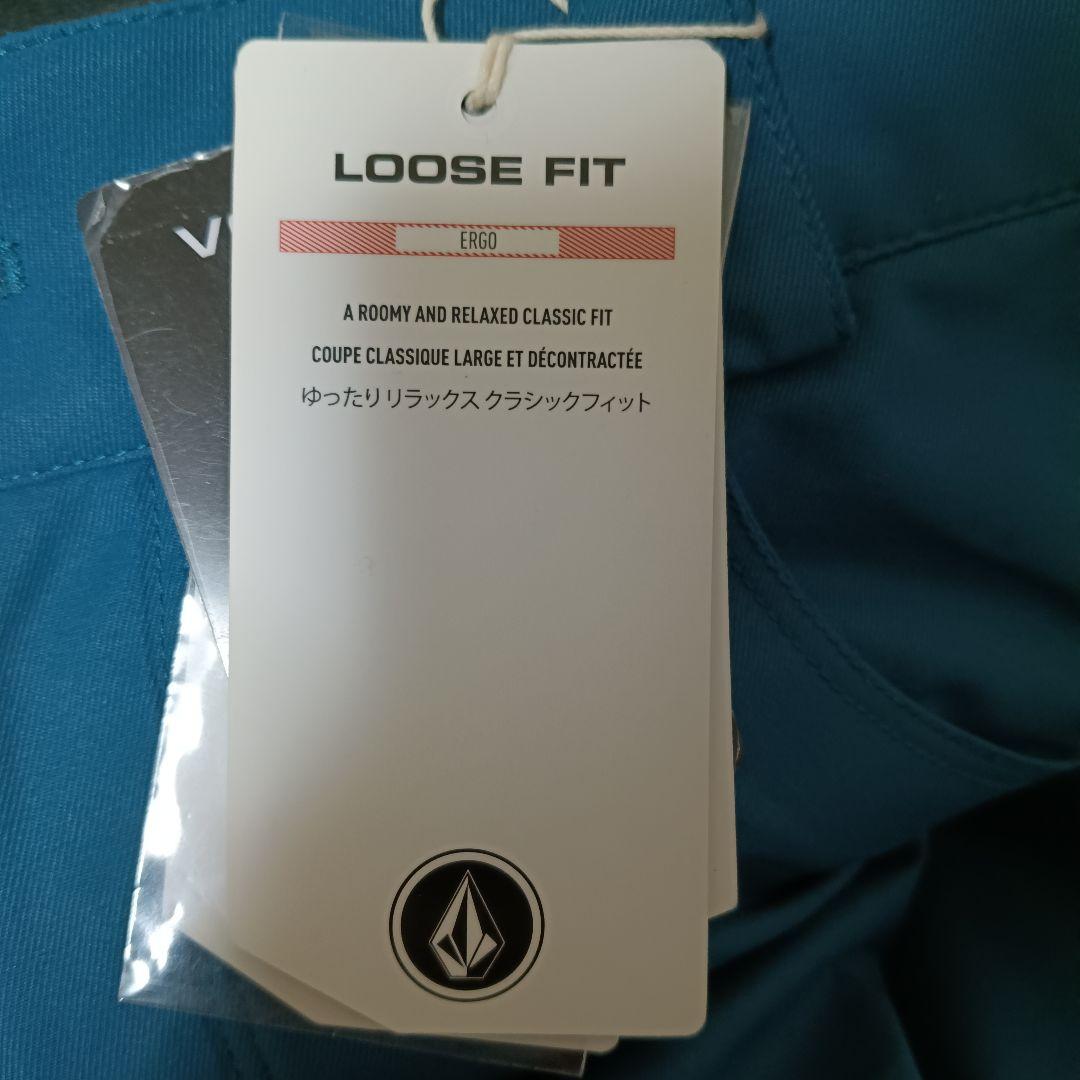 LOOSE FIT
ERGO
A ROOMY AND RELAXED CLASSIC FIT
COUPE CLASSIQUE LARGE ET DÉCONTRACTÉE
ゆったりリラックス クラシックフィット